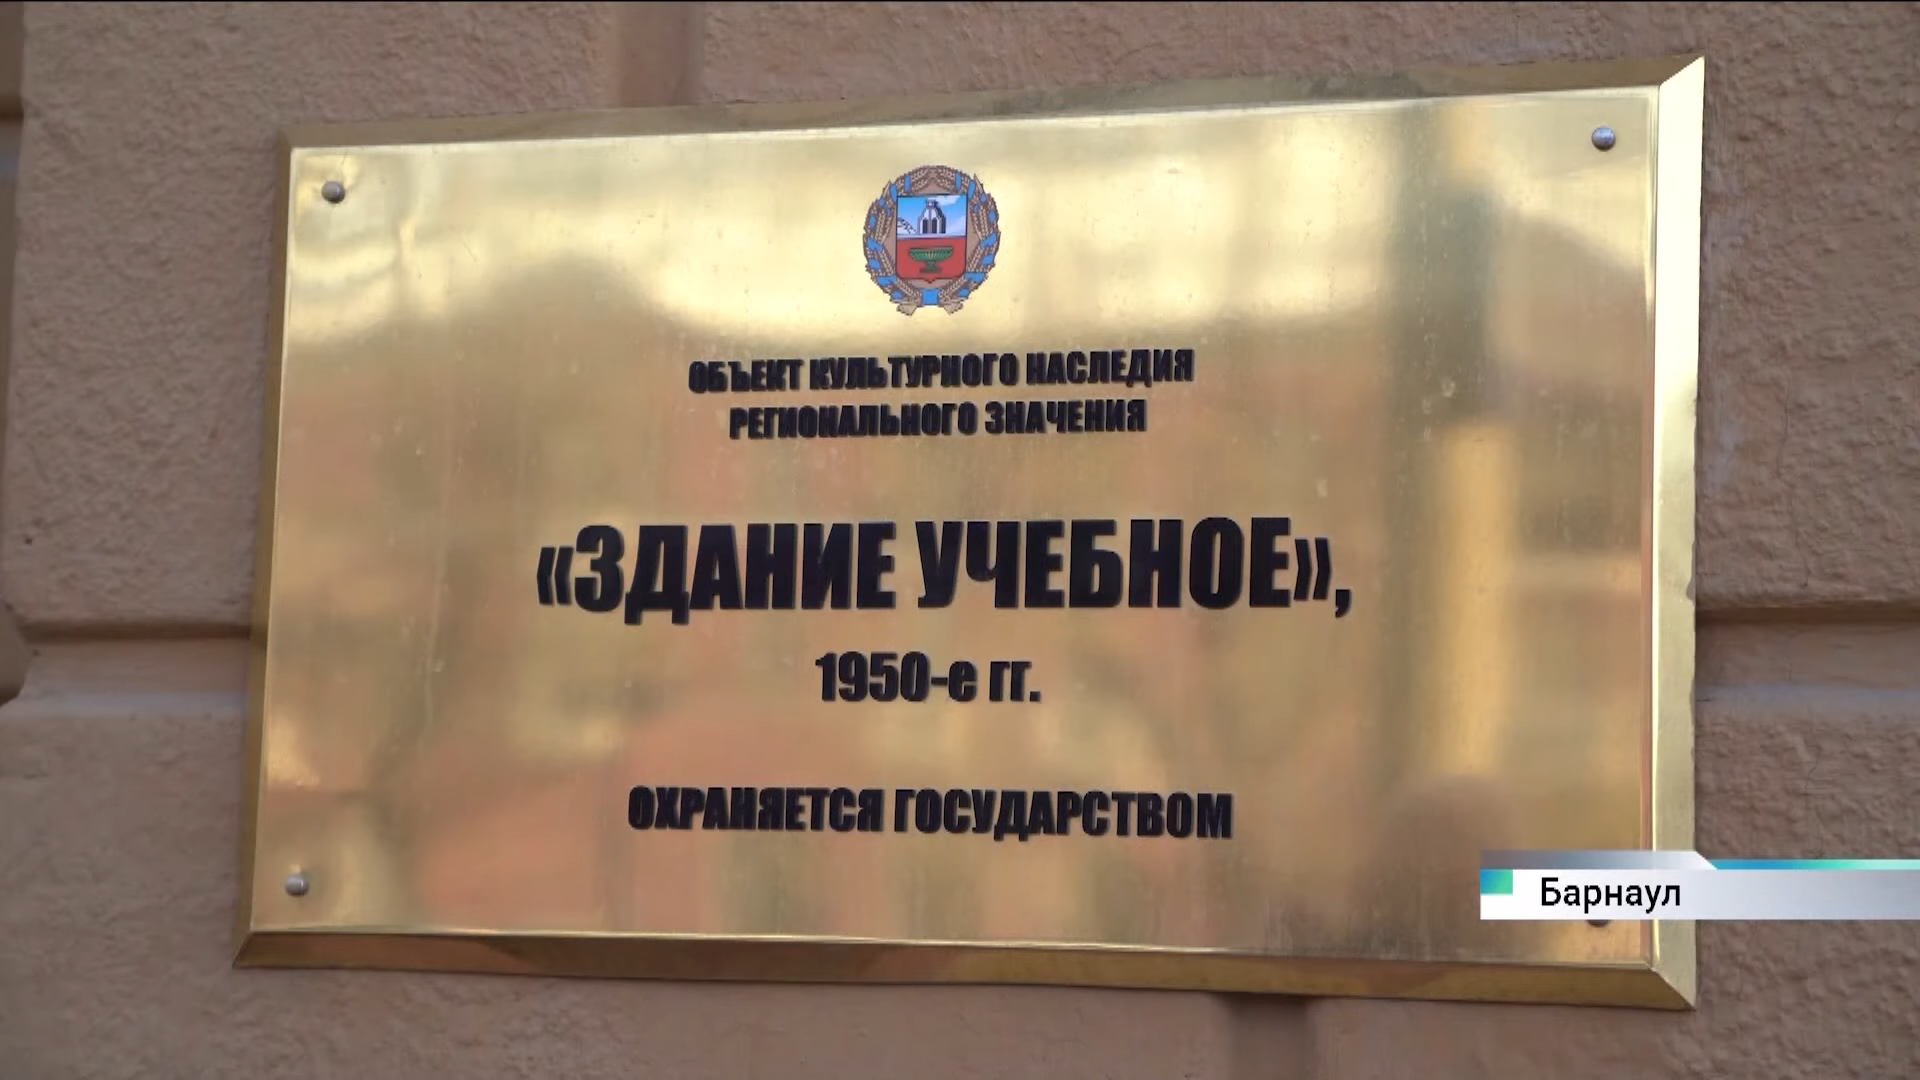 ОБЪЕКТ КУЛЬТУРНОГО НАСЛЕДИЯ
РЕГИОНАЛЬНОГО ЗНАЧЕНИЯ
«ЗДАНИЕ УЧЕБНОЕ»,
1950-е гг.
ОХРАНЯЕТСЯ ГОСУДАРСТВОМ
Барнаул